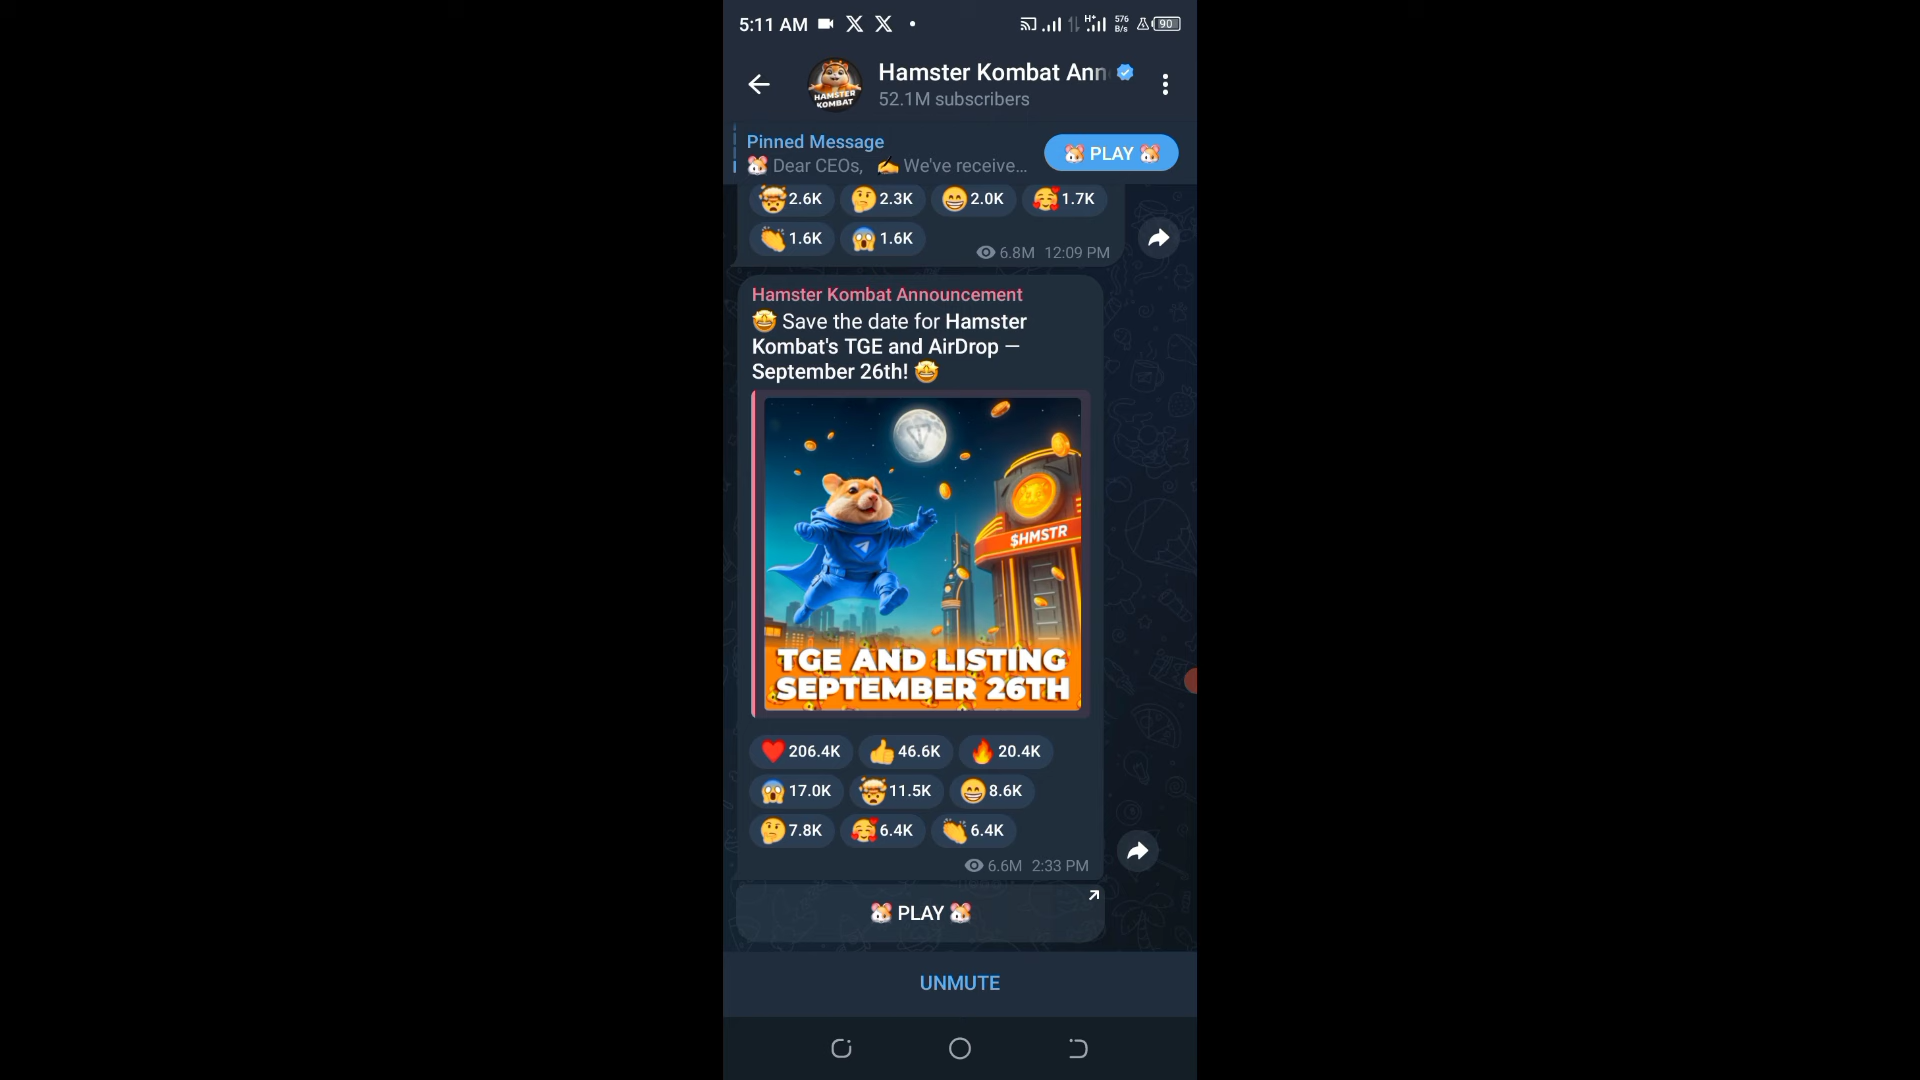 5:11 AM
H+
576
B/s
90
HAMSTER
KOMBAT
Hamster Kombat Ann
52.1M subscribers
Pinned Message
Dear CEOs, We've receive...
PLAY
2.6K 2.3K 2.0K 1.7K
1.6K 1.6K
6.8M 12:09 PM
Hamster Kombat Announcement
Save the date for Hamster
Kombat's TGE and AirDrop —
September 26th!
$HMSTR
TGE AND LISTING
SEPTEMBER 26TH
206.4K 46.6K 20.4K
17.0K 11.5K 8.6K
7.8K 6.4K 6.4K
6.6M 2:33 PM
PLAY
UNMUTE